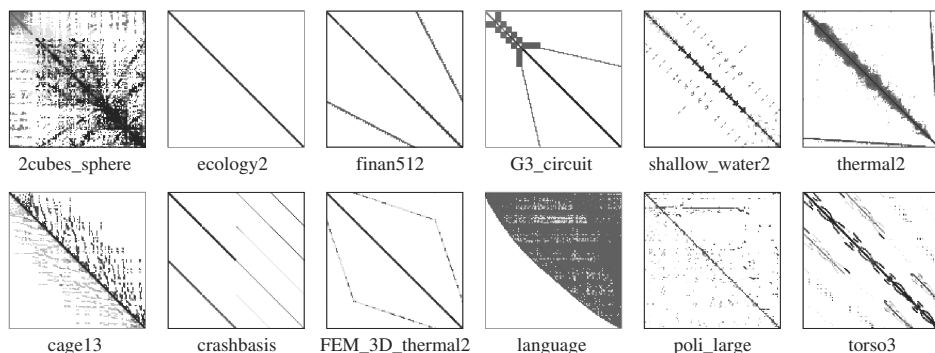 2cubes_sphere ecology2 finan512 G3_circuit shallow_water2 thermal2
cage13 crashbasis FEM_3D_thermal2 language poli_large torso3